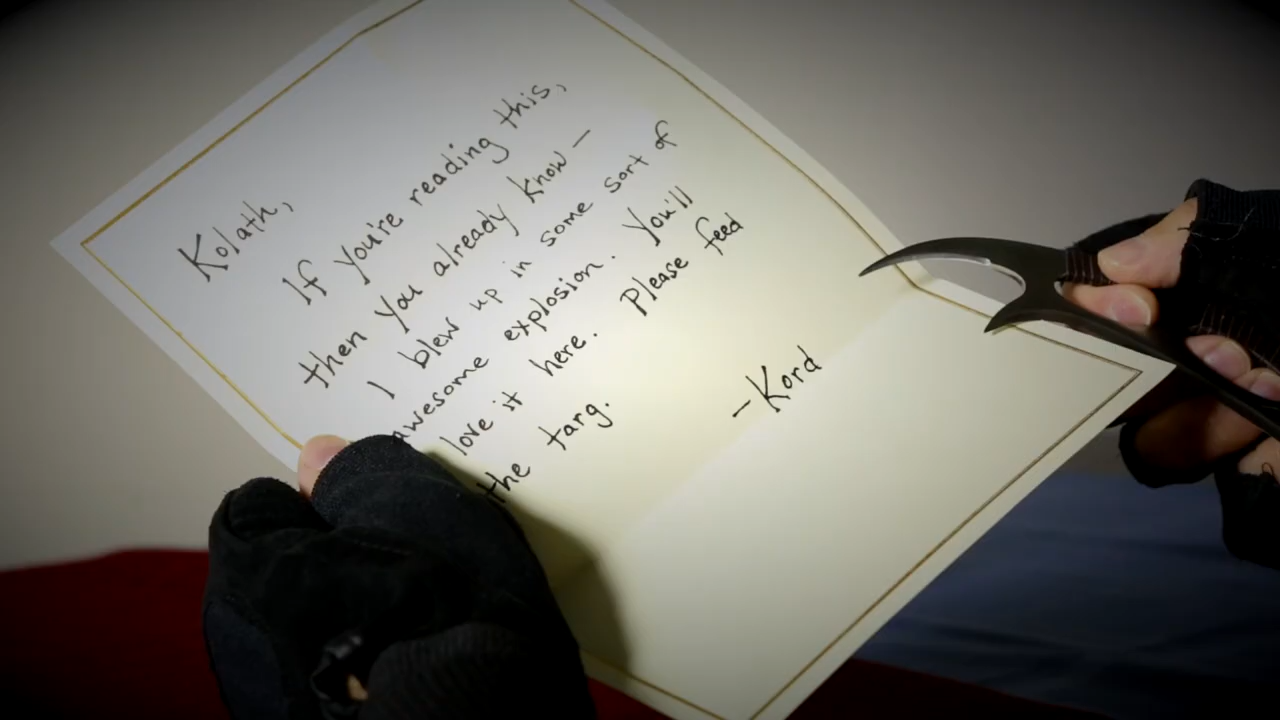 Kolath,
If you're reading this,
then you already know –
I blew up in some sort of
awesome explosion. You'll
love it here. Please feed
the targ.
–Kord